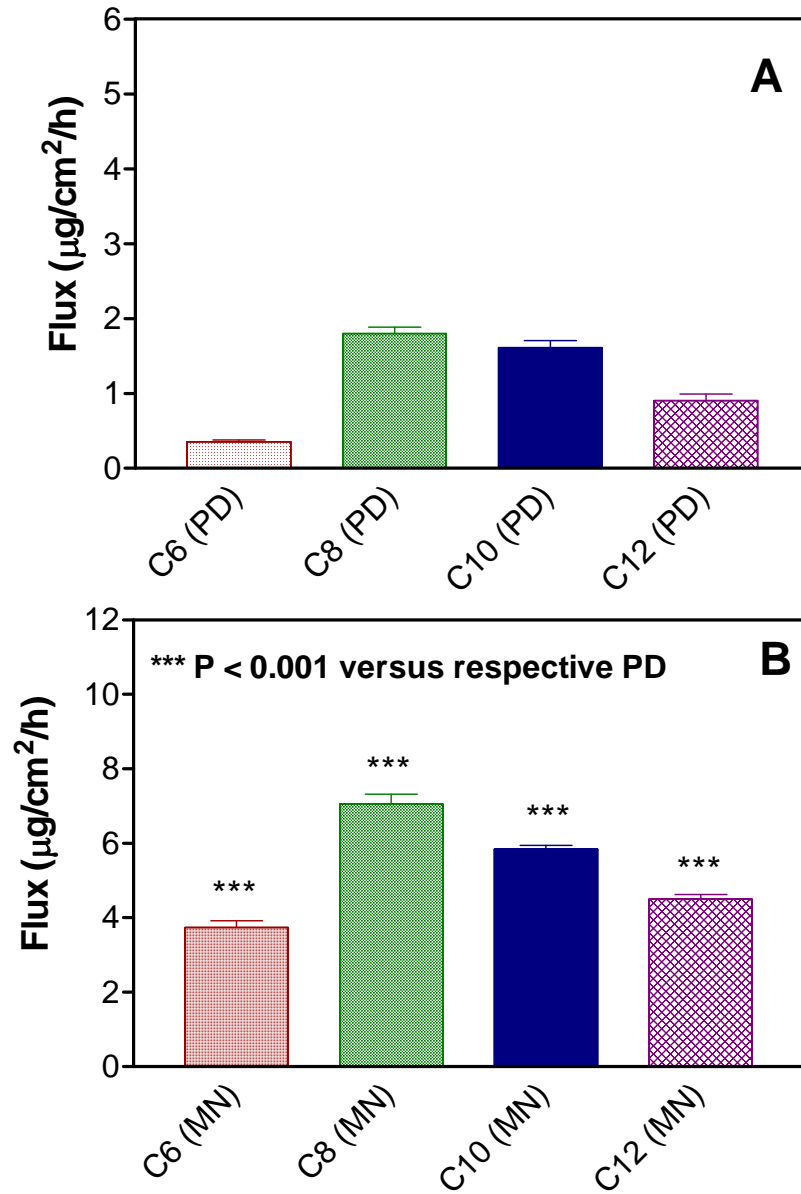 A
Flux (μg/cm²/h)
6
5
4
3
2
1
0
C6 (PD)
C8 (PD)
C10 (PD)
C12 (PD)
B
*** P < 0.001 versus respective PD
Flux (μg/cm²/h)
12
10
8
6
4
2
0
***
***
***
***
C6 (MN)
C8 (MN)
C10 (MN)
C12 (MN)